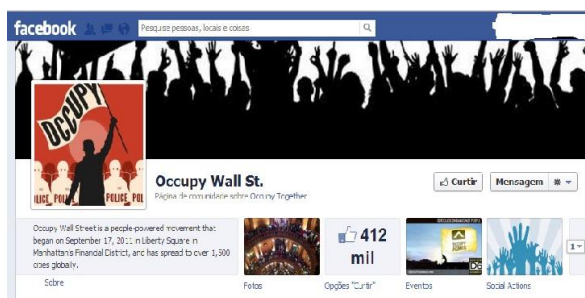 facebook
Pesquise pessoas, locais e coisas
OCCUPY
POLICE POLI POLICE POL
Occupy Wall St.
Página de comunidade sobre Occupy Together
Curtir
Mensagem
Occupy Wall Street is a people-powered movement that
began on September 17, 2011 in Liberty Square in
Manhattan's Financial District, and has spread to over 1,500
cities globally.
Sobre
412
mil
1
Fotos
Opções "Curtir"
Eventos
Social Actions